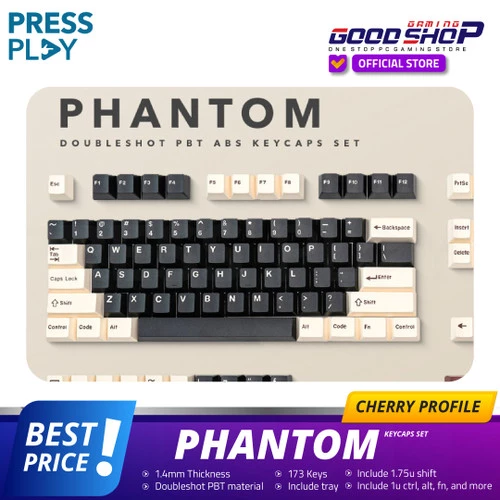 PRESS
PLAY
GAMING
GOODSHOP
ONE STOP PC GAMING STORE
OFFICIAL STORE
PHANTOM
DOUBLESHOT PBT ABS KEYCAPS SET
Esc F1 F2 F3 F4 F5 F6 F7 F8 F9 F10 F11 F12 PrtSc
Backspace Insert
Tab Q W E R T Y U I O P Delete
Caps Lock A S D F G H J K L Enter
Shift Z X C V B N M Shift
Control Code Alt Alt Code Fn Control
CHERRY PROFILE
BEST
PRICE!
PHANTOM KEYCAPS SET
• 1.4mm Thickness • 173 Keys • Include 1.75u shift
• Doubleshot PBT material • Include tray • Include 1u ctrl, alt, fn, and more